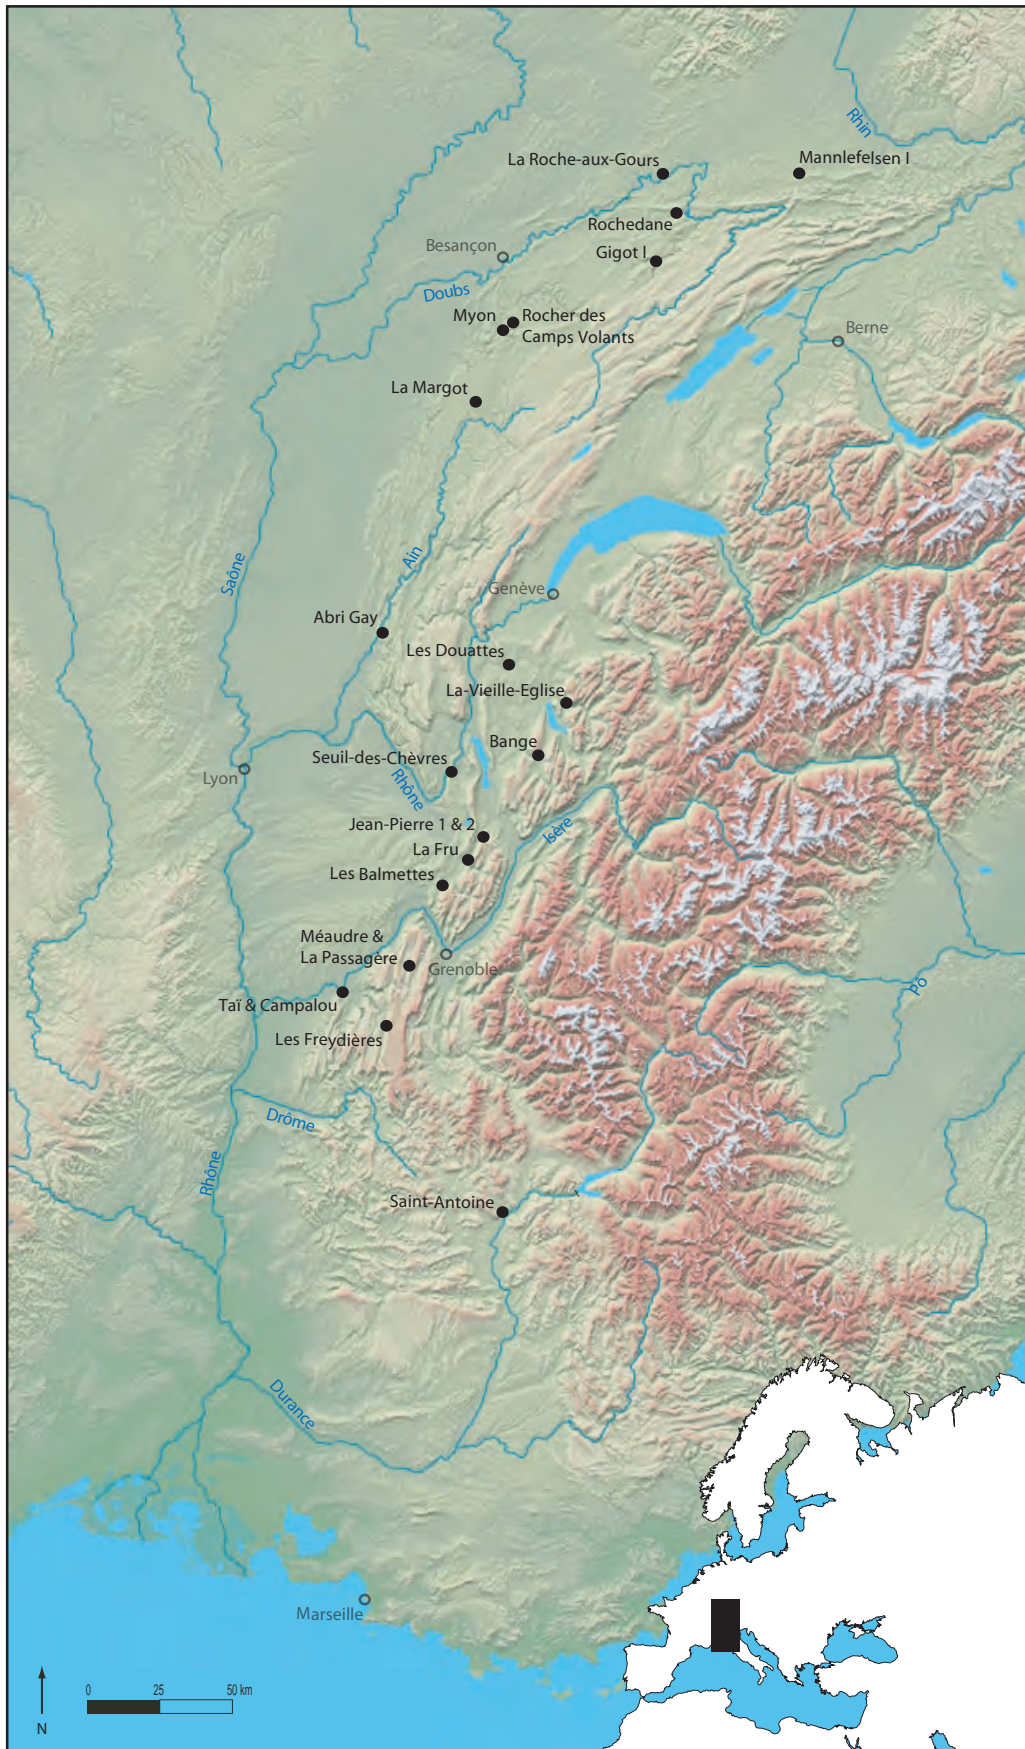 Rhin
La Roche-aux-Gours
Mannlefelsen I
Rochedane
Besançon
Gigot I
Doubs
Myon
Rocher des
Camps Volants
Berne
La Margot
Ain
Saône
Genève
Abri Gay
Les Douattes
La-Vieille-Eglise
Bange
Seuil-des-Chèvres
Lyon
Rhône
Jean-Pierre 1 & 2
Isère
La Fru
Les Balmettes
Méaudre &
La Passagère
Grenoble
Pô
Taï & Campalou
Les Freydières
Drôme
Rhône
Saint-Antoine
Durance
Marseille
0 25 50 km
N